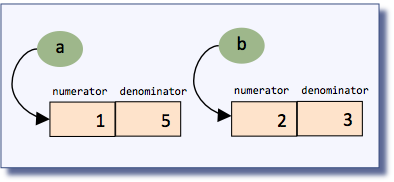 a b
numerator denominator numerator denominator
1 5 2 3